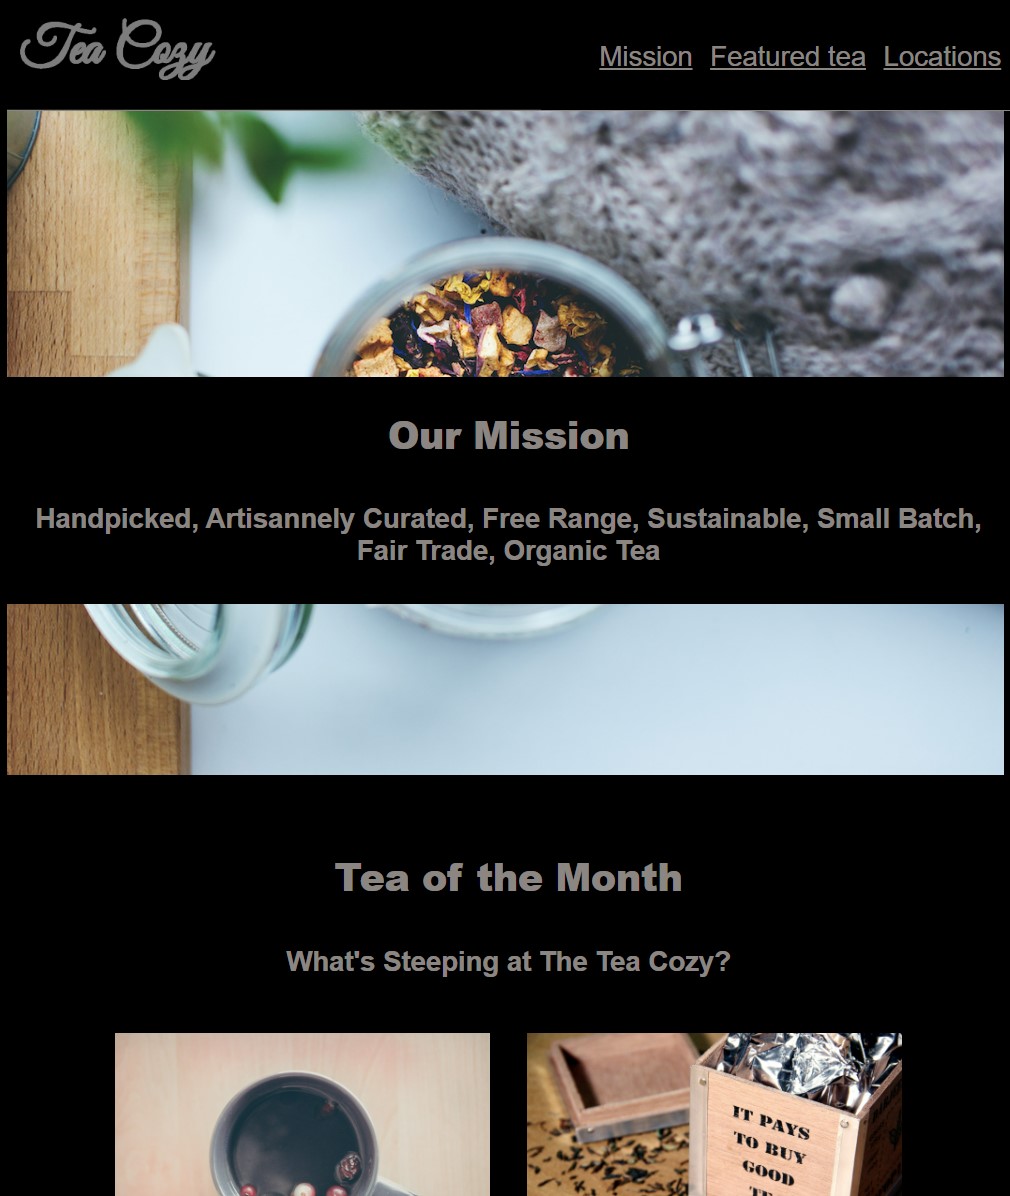 Tea Cozy
Mission Featured tea Locations
Our Mission
Handpicked, Artisannely Curated, Free Range, Sustainable, Small Batch,
Fair Trade, Organic Tea
Tea of the Month
What's Steeping at The Tea Cozy?
IT PAYS
TO BUY
GOOD